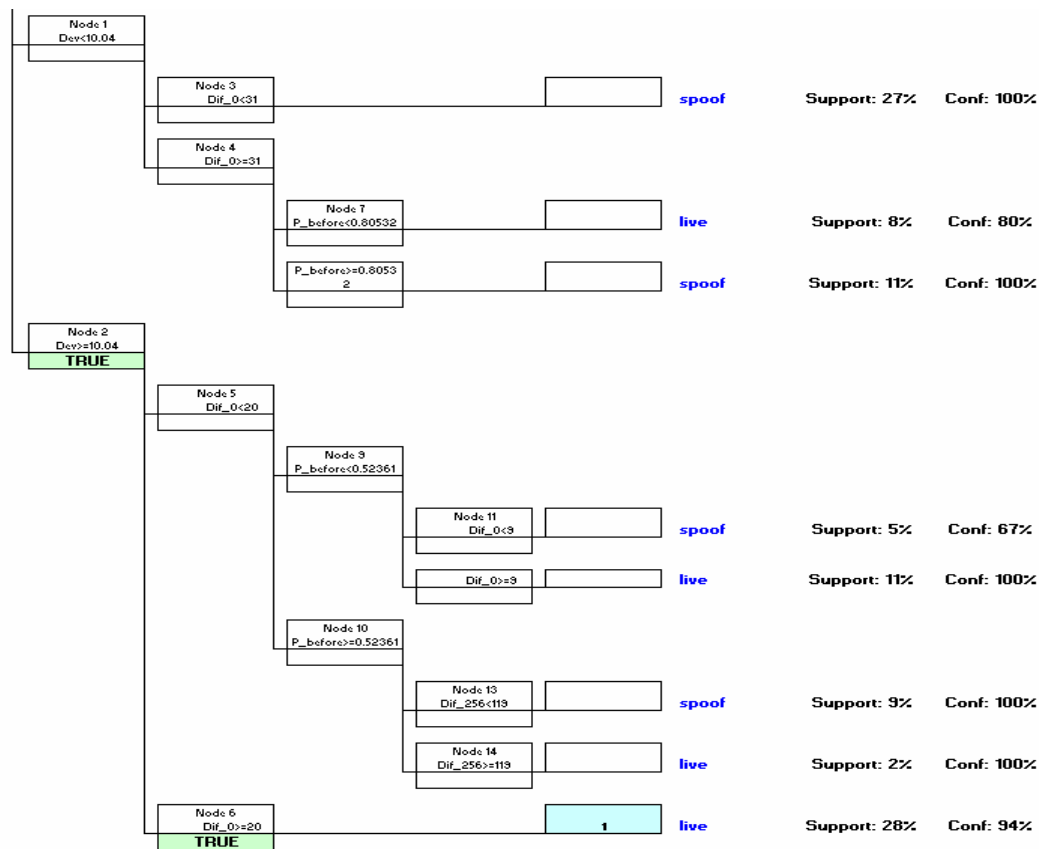 Node 1
Dev<10.04
Node 3
Dif_0<31
spoof Support: 27% Conf: 100%
Node 4
Dif_0>=31
Node 7
P_before<0.80532
live Support: 8% Conf: 80%
P_before>=0.8053
2
spoof Support: 11% Conf: 100%
Node 2
Dev>=10.04
TRUE
Node 5
Dif_0<20
Node 9
P_before<0.52361
Node 11
Dif_0<9
spoof Support: 5% Conf: 67%
Dif_0>=9
live Support: 11% Conf: 100%
Node 10
P_before>=0.52361
Node 13
Dif_256<119
spoof Support: 9% Conf: 100%
Node 14
Dif_256>=119
live Support: 2% Conf: 100%
Node 6
Dif_0>=20
TRUE
1
live Support: 28% Conf: 94%